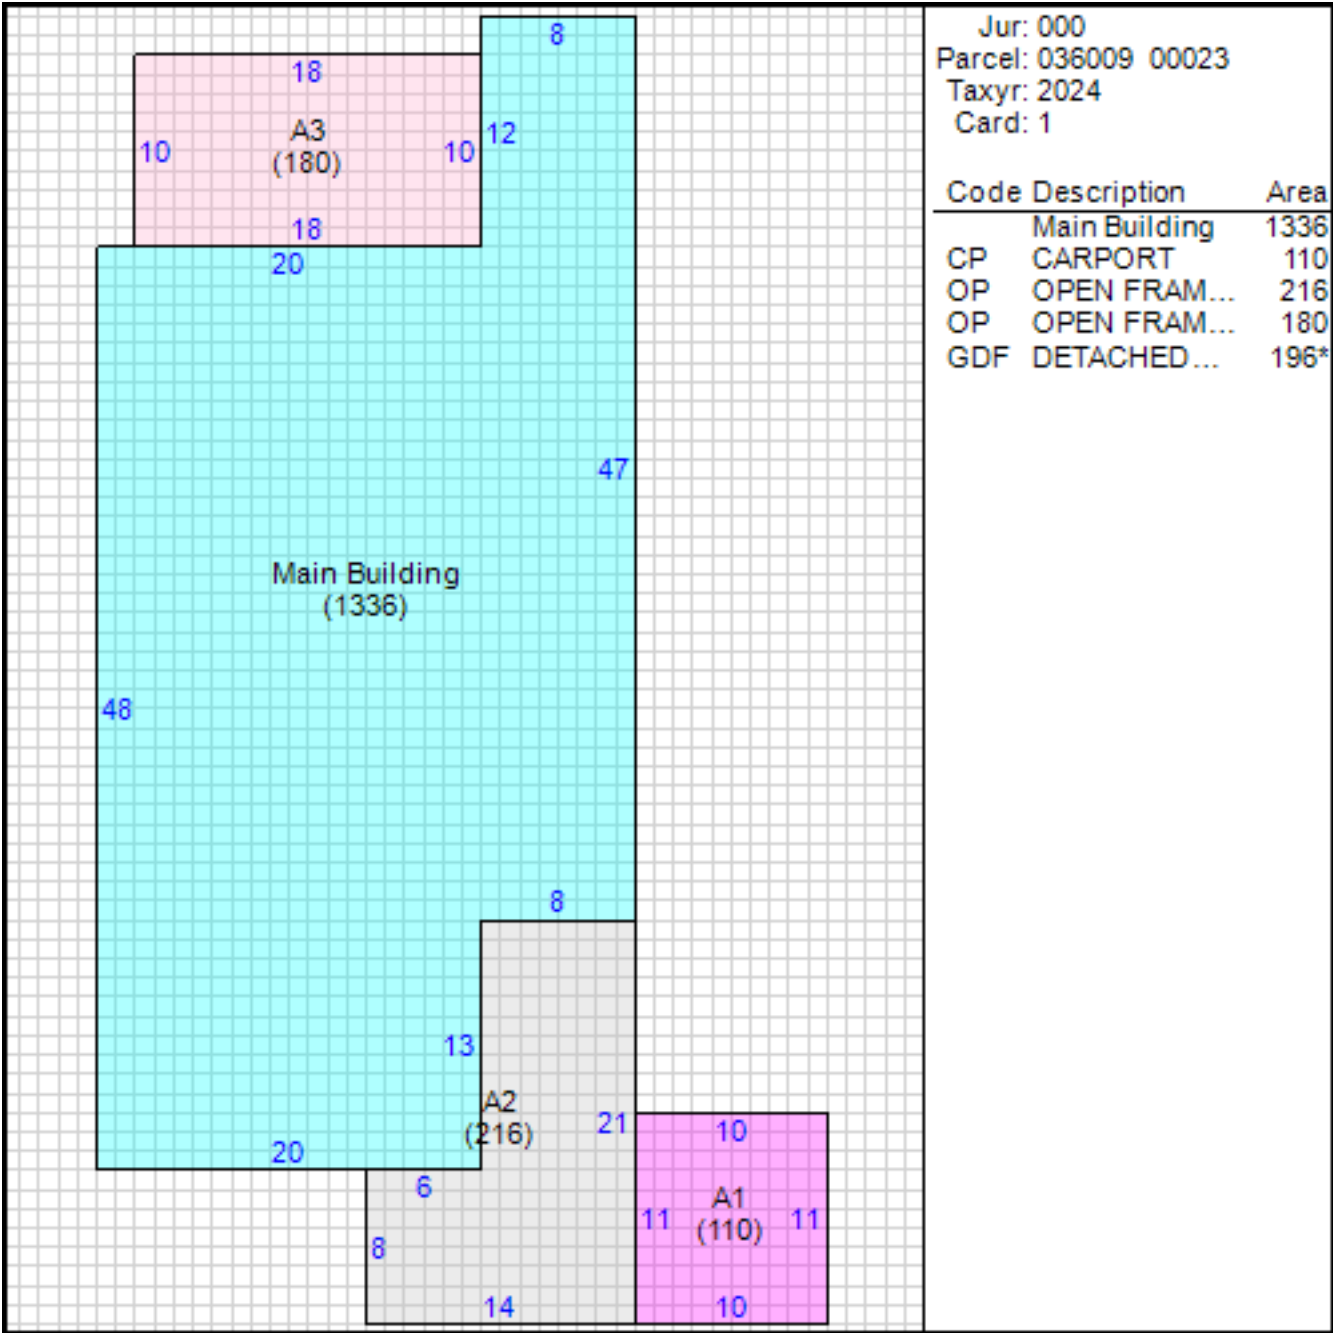 8
18
A3
(180)
10
10
12
18
20
47
Main Building
(1336)
48
8
13
A2
(216)
21
20
6
8
14
10
A1
(110)
11
11
10
Jur: 000
Parcel: 036009 00023
Taxyr: 2024
Card: 1
Code Description Area
Main Building 1336
CP CARPORT 110
OP OPEN FRAM... 216
OP OPEN FRAM... 180
GDF DETACHED... 196*